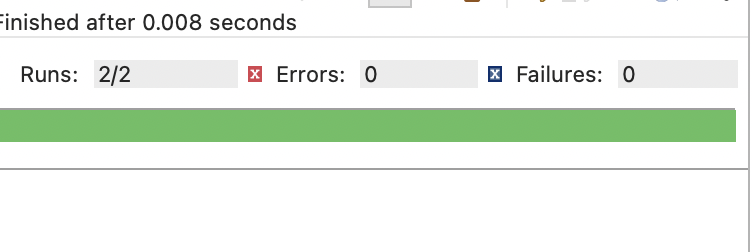 Finished after 0.008 seconds
Runs: 2/2 Errors: 0 Failures: 0